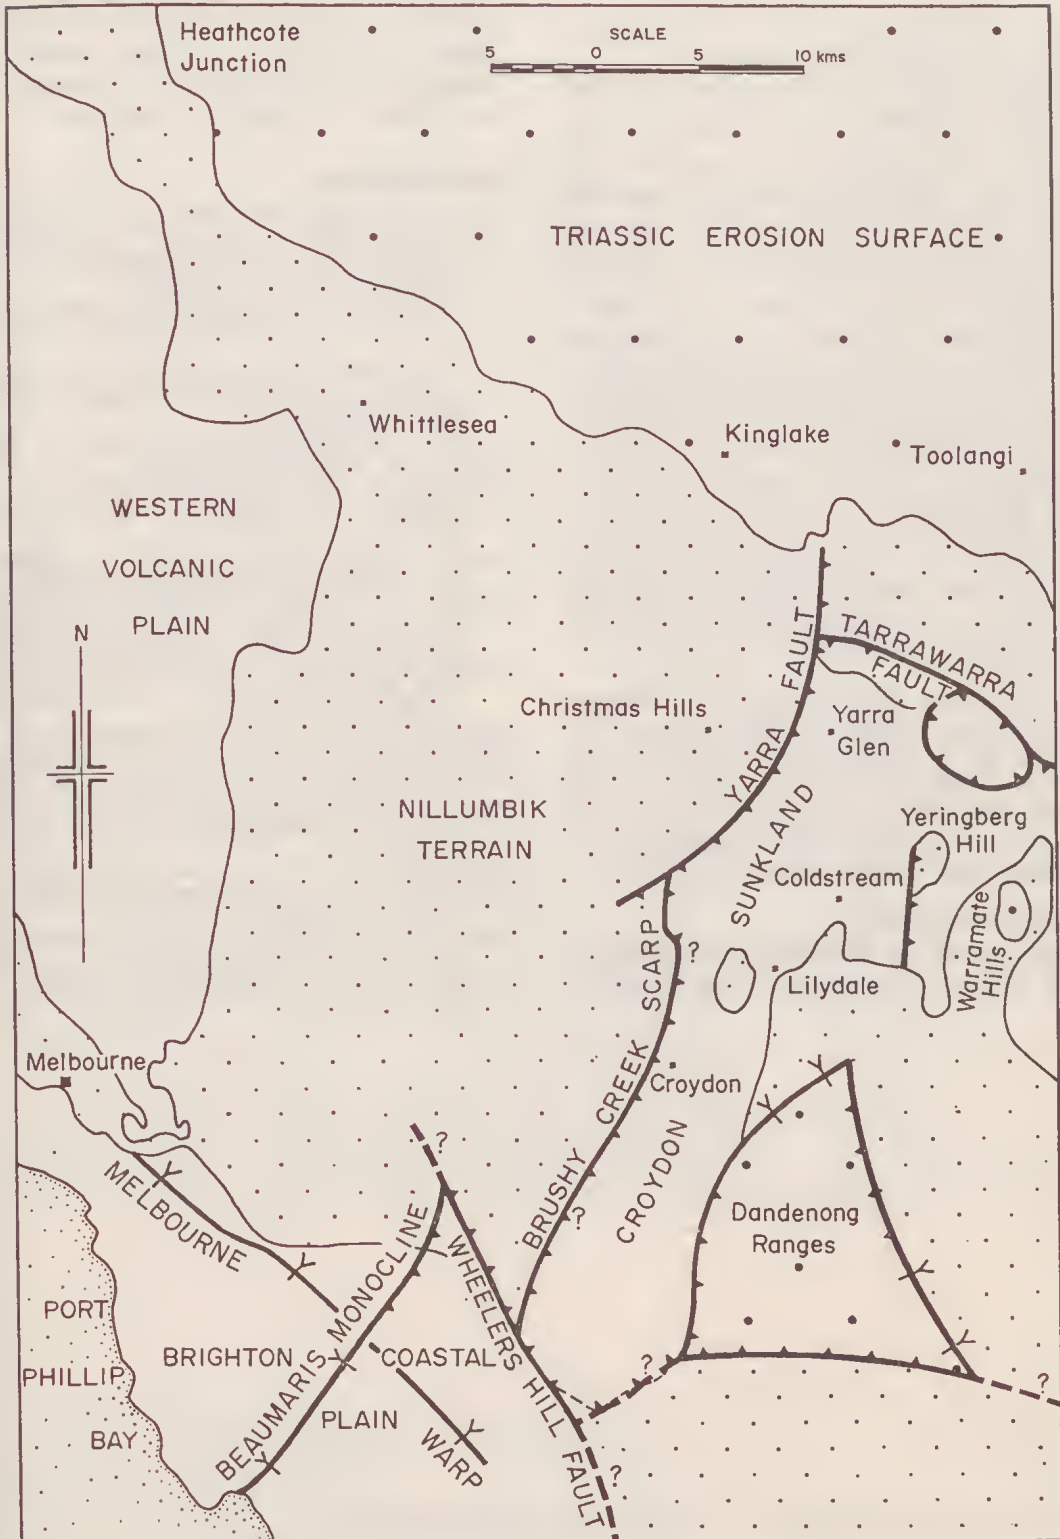 Heathcote
Junction
SCALE
5 0 5 10 kms
TRIASSIC EROSION SURFACE
Whittlesea
Kinglake
Toolangi
WESTERN
VOLCANIC
PLAIN
N
YARRA FAULT
TARRAWARRA
FAULT
Christmas Hills
Yarra
Glen
NILLUMBIK
TERRAIN
SUNKLAND
Yeringberg
Hill
Coldstream
Warramate
Hills
?
Lilydale
BRUSHY CREEK SCARP
Melbourne
Croydon
CROYDON
?
?
MELBOURNE
WARP
Dandenong
Ranges
BEAUMARIS MONOCLINE
WHEELERS HILL FAULT
PORT
PHILLIP
BAY
BRIGHTON COASTAL
PLAIN
?
?
?